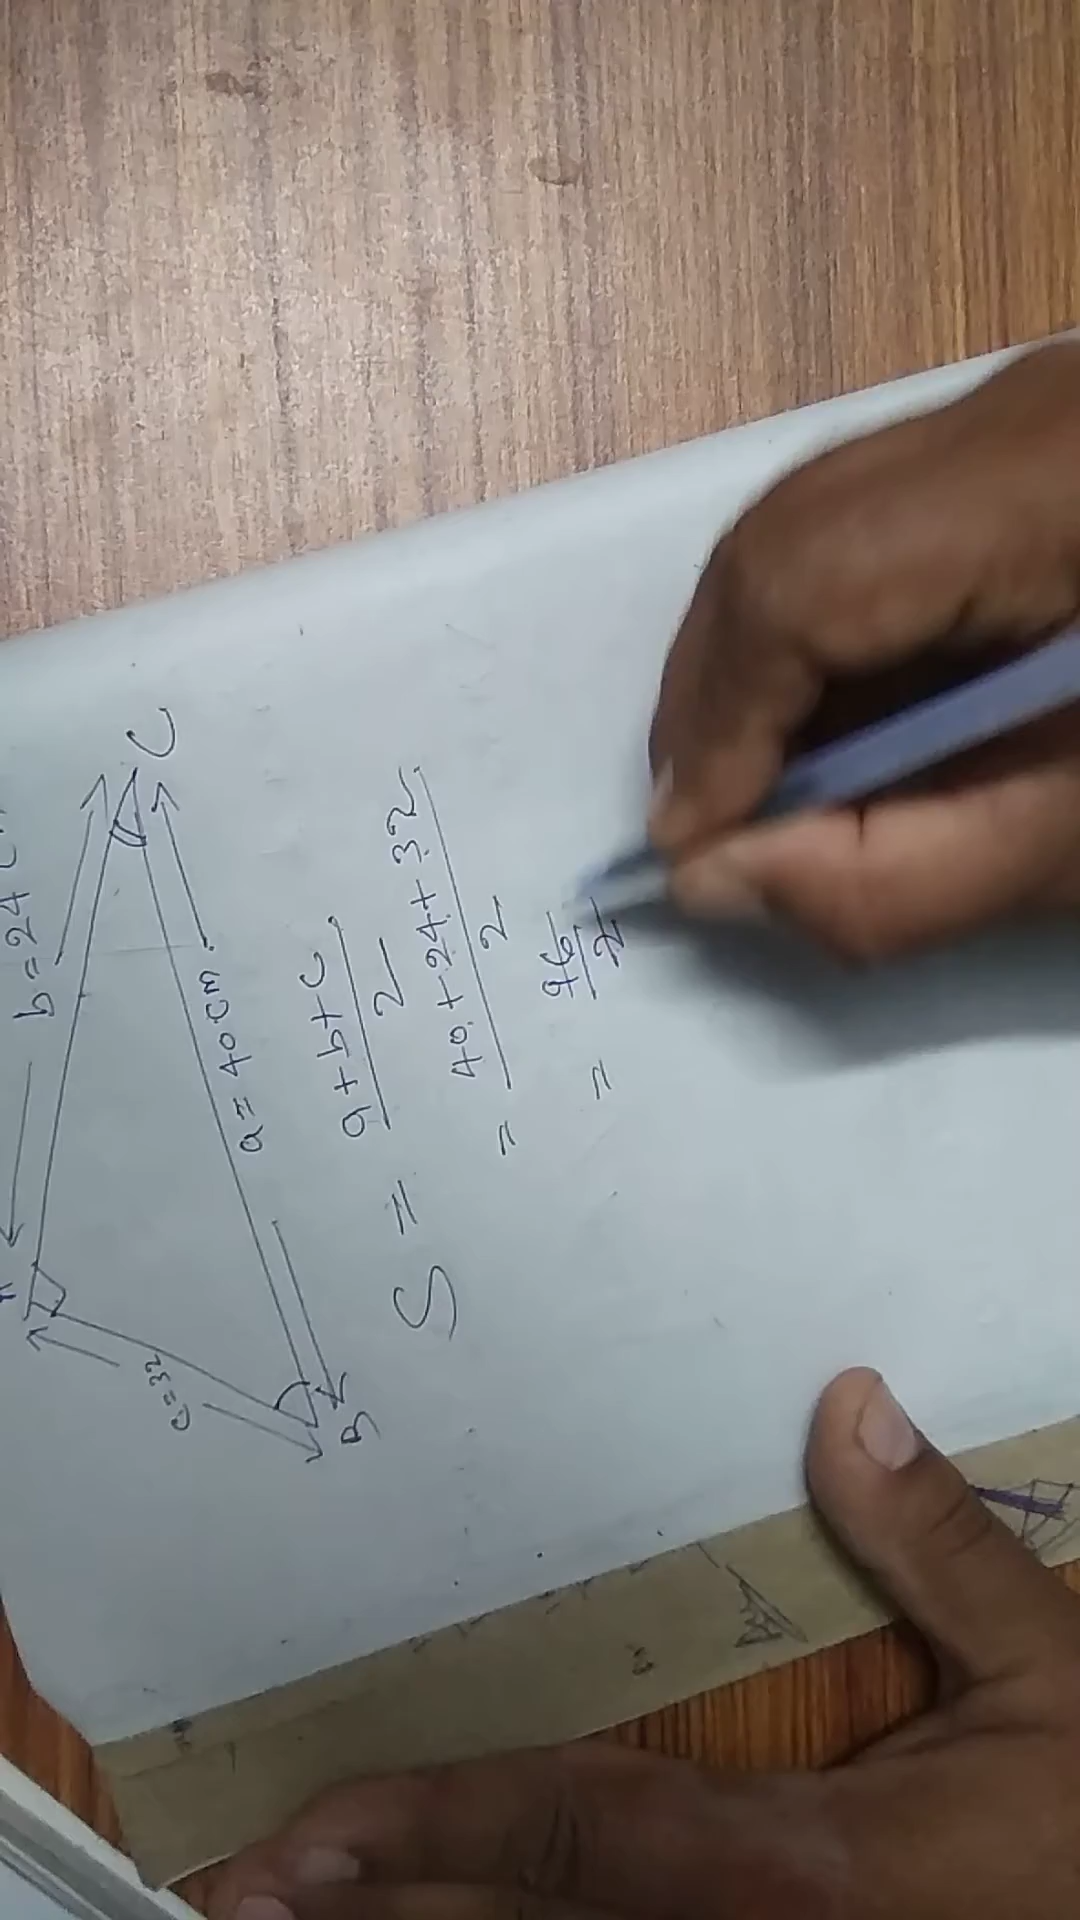 b = 24
C
a = 40 cm
c = 32
B
S = a + b + c / 2
= 40 + 24 + 32 / 2
= 96 / 2